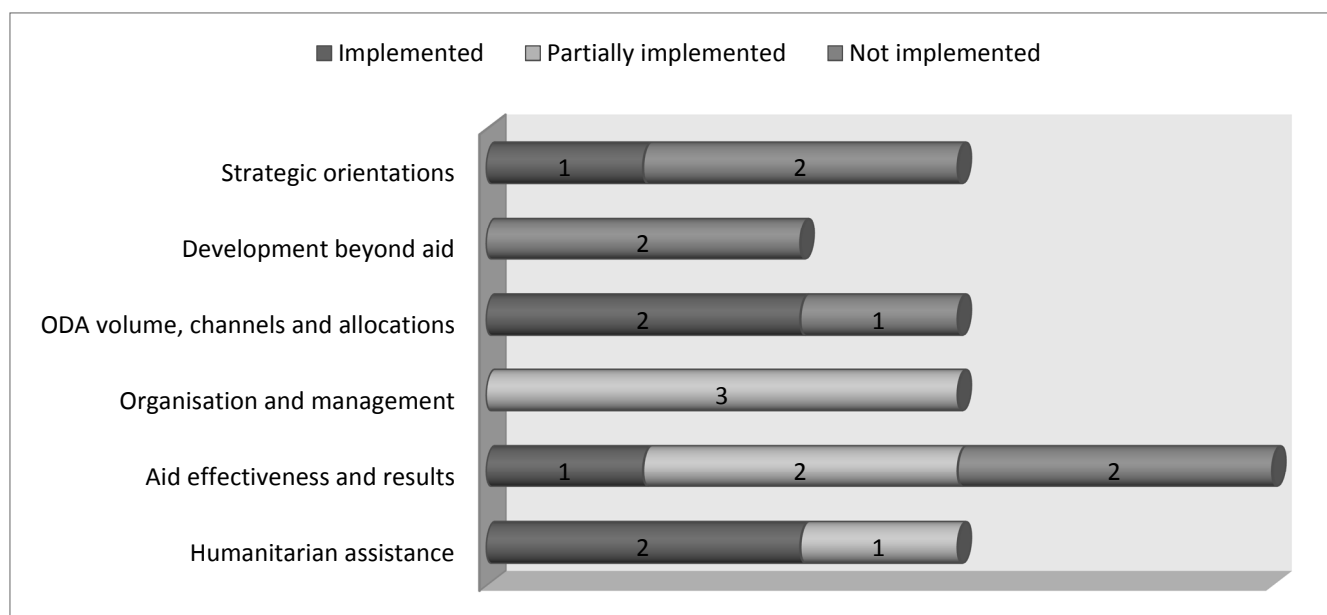 Implemented Partially implemented Not implemented
Strategic orientations 1 2
Development beyond aid 2
ODA volume, channels and allocations 2 1
Organisation and management 3
Aid effectiveness and results 1 2 2
Humanitarian assistance 2 1